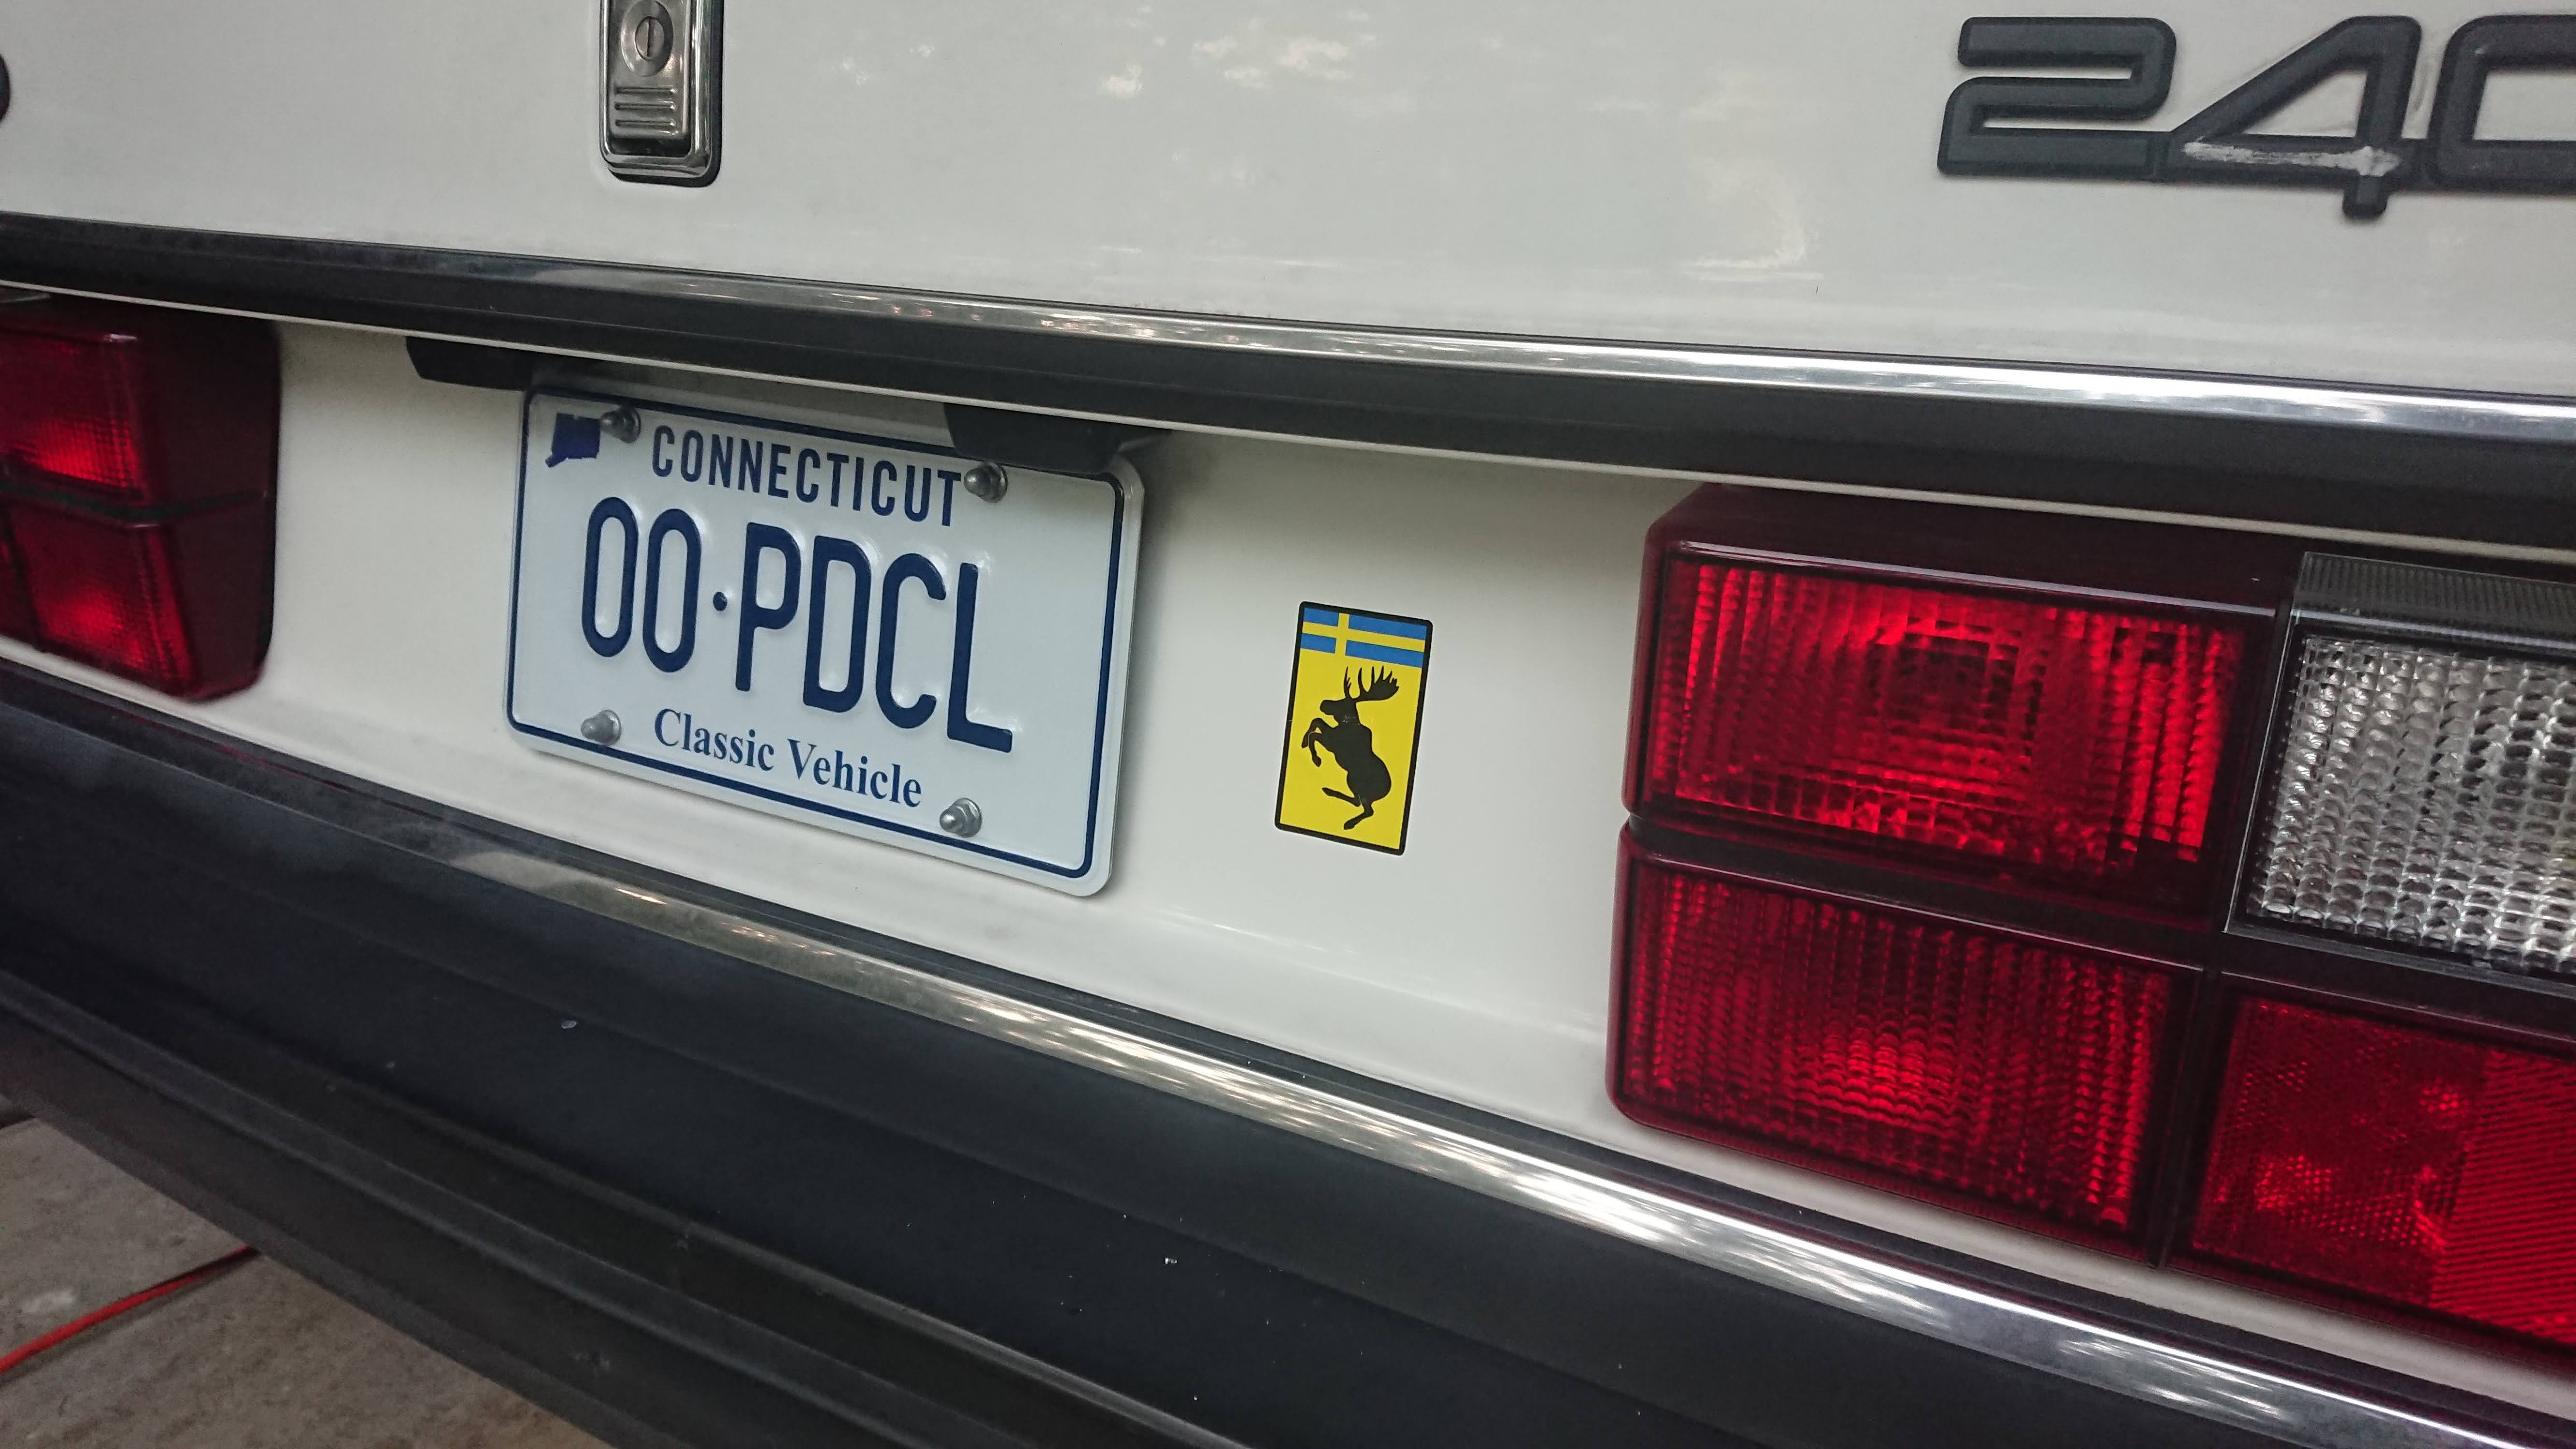 240
CONNECTICUT
00·PDCL
Classic Vehicle